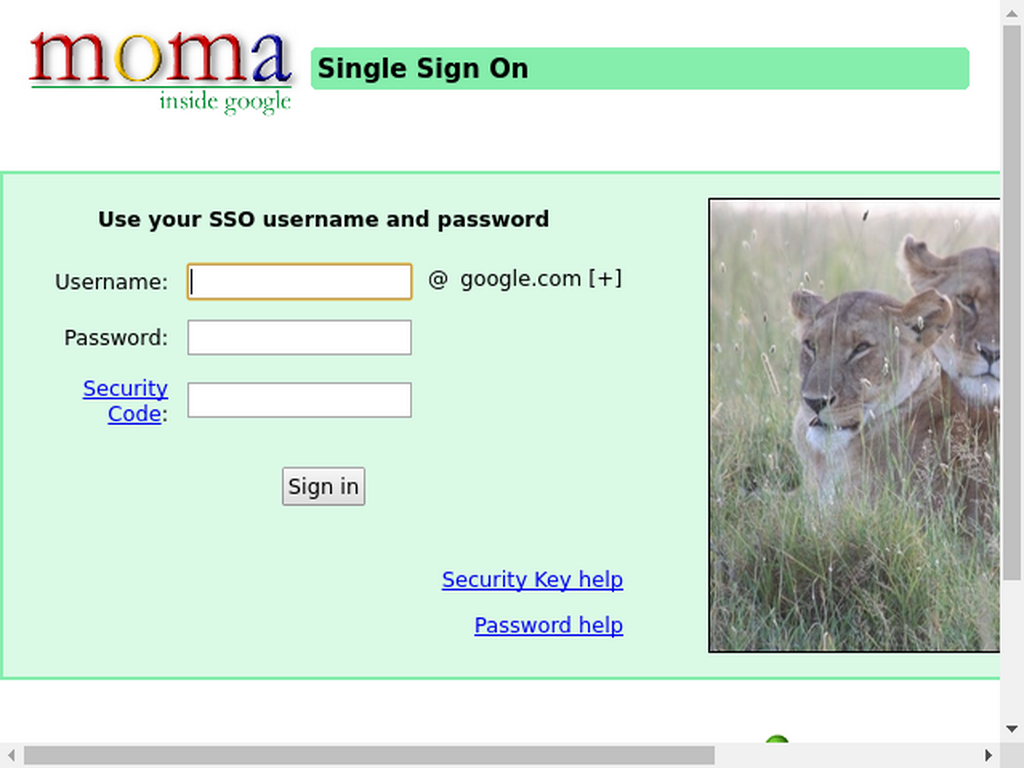 moma
inside google
Single Sign On
Use your SSO username and password
Username:
@ google.com [+]
Password:
Security
Code:
Sign in
Security Key help
Password help